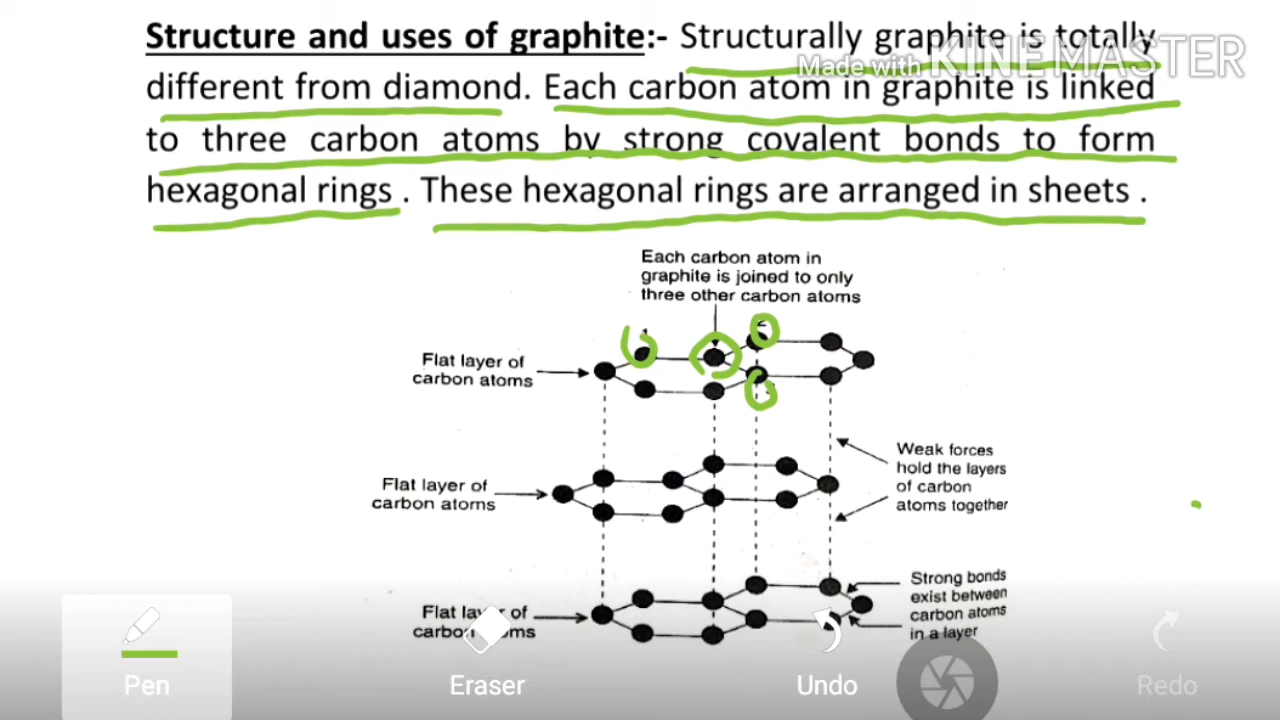 Structure and uses of graphite:- Structurally graphite is totally
Made with KINEMASTER
different from diamond. Each carbon atom in graphite is linked
to three carbon atoms by strong covalent bonds to form
hexagonal rings . These hexagonal rings are arranged in sheets .
Each carbon atom in
graphite is joined to only
three other carbon atoms
Flat layer of
carbon atoms
Weak forces
hold the layers
of carbon
atoms together
Flat layer of
carbon atoms
Strong bonds
exist between
carbon atoms
in a layer
Flat of
Pen
Eraser
Undo
Redo